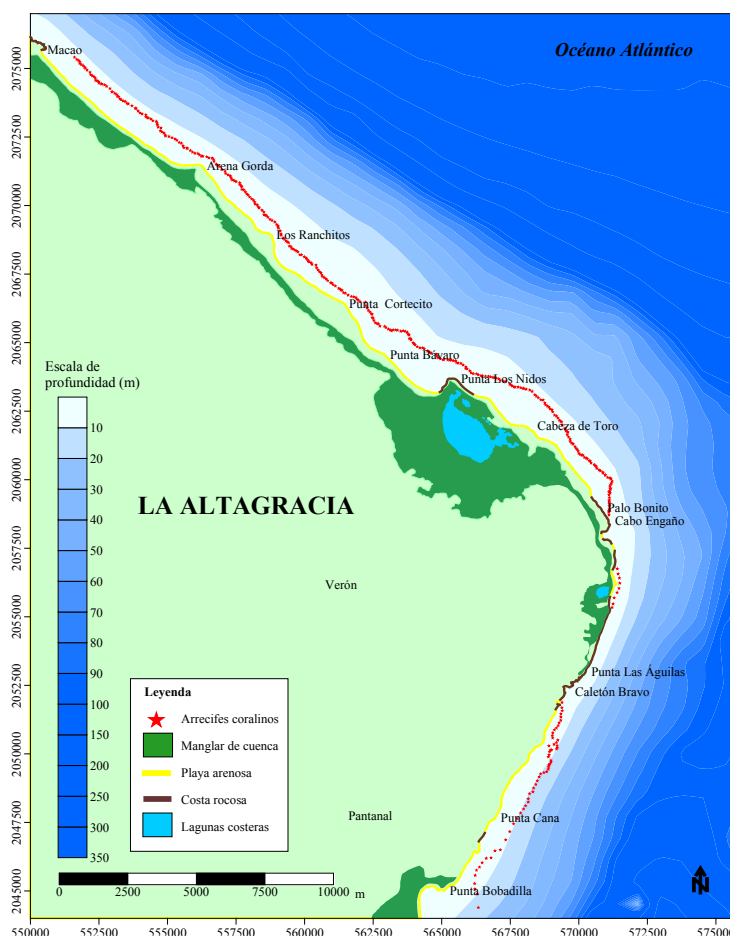 Océano Atlántico
Macao
Arena Gorda
Los Ranchitos
Punta Cortecito
Punta Bávaro
Punta Los Nidos
Cabeza de Toro
Palo Bonito
Cabo Engaño
LA ALTAGRACIA
Verón
Punta Las Águilas
Caletón Bravo
Pantanal
Punta Cana
Punta Bobadilla
Escala de
profundidad (m)
10
20
30
40
50
60
70
80
90
100
150
200
250
300
350
Leyenda
Arrecifes coralinos
Manglar de cuenca
Playa arenosa
Costa rocosa
Lagunas costeras
0 2500 5000 10000 m
N
2075000
2072500
2070000
2067500
2065000
2062500
2060000
2057500
2055000
2052500
2050000
2047500
2045000
550000 552500 555000 557500 560000 562500 565000 567500 570000 572500 575000